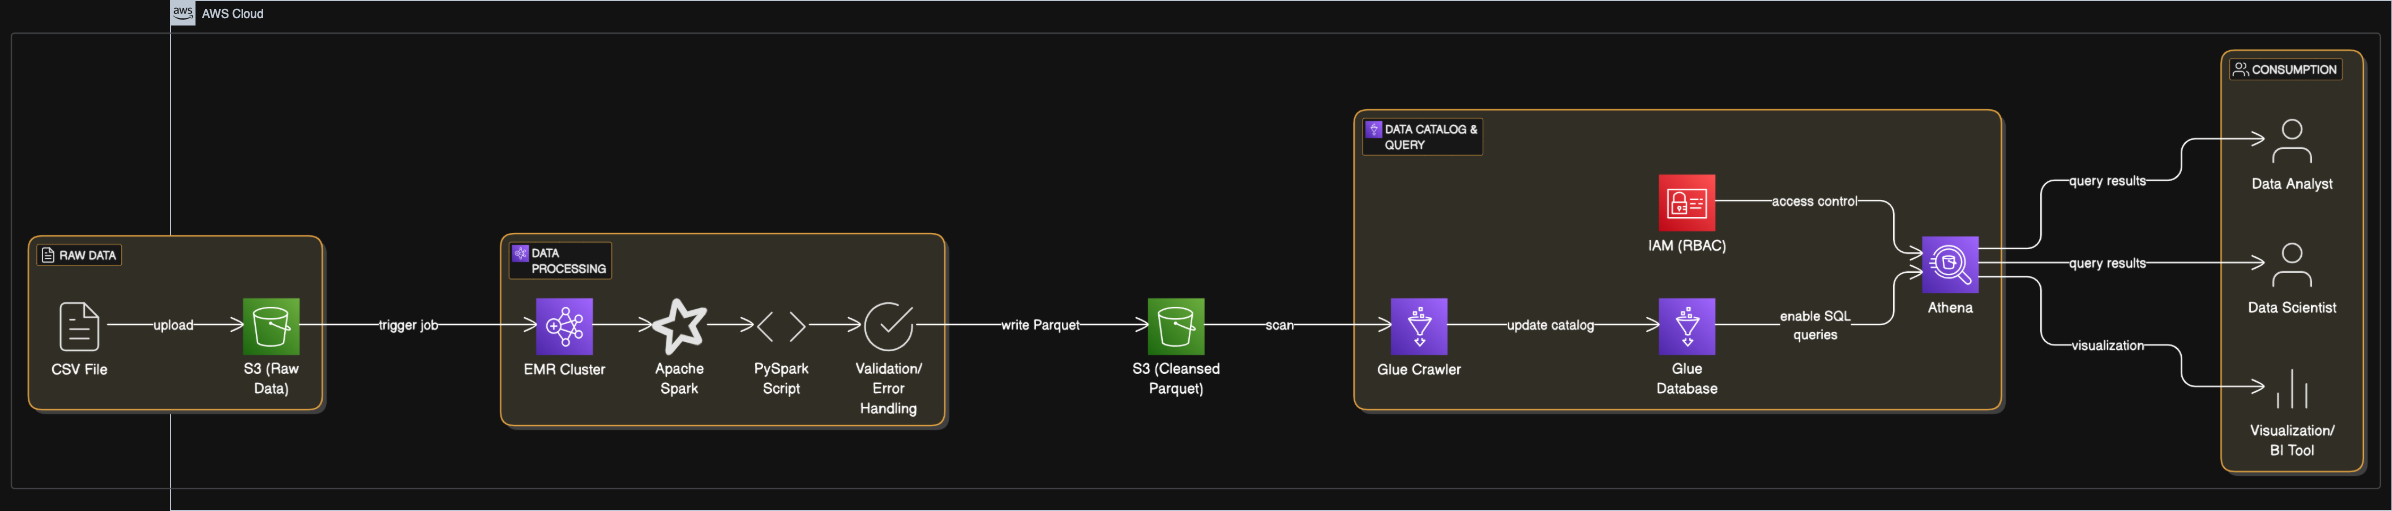 aws
AWS Cloud
RAW DATA
CSV File
upload
S3 (Raw
Data)
trigger job
DATA
PROCESSING
EMR Cluster
Apache
Spark
PySpark
Script
Validation/
Error
Handling
write Parquet
S3 (Cleansed
Parquet)
scan
DATA CATALOG &
QUERY
Glue Crawler
update catalog
Glue
Database
IAM (RBAC)
access control
enable SQL
queries
Athena
query results
query results
visualization
CONSUMPTION
Data Analyst
Data Scientist
Visualization/
BI Tool